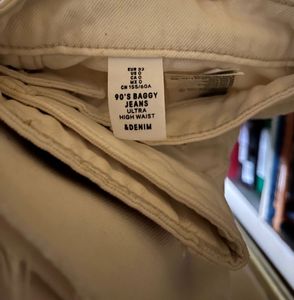 EUR 32
US 0
CA 0
MX 0
CN 155/60A
90'S BAGGY
JEANS
ULTRA
HIGH WAIST
&DENIM